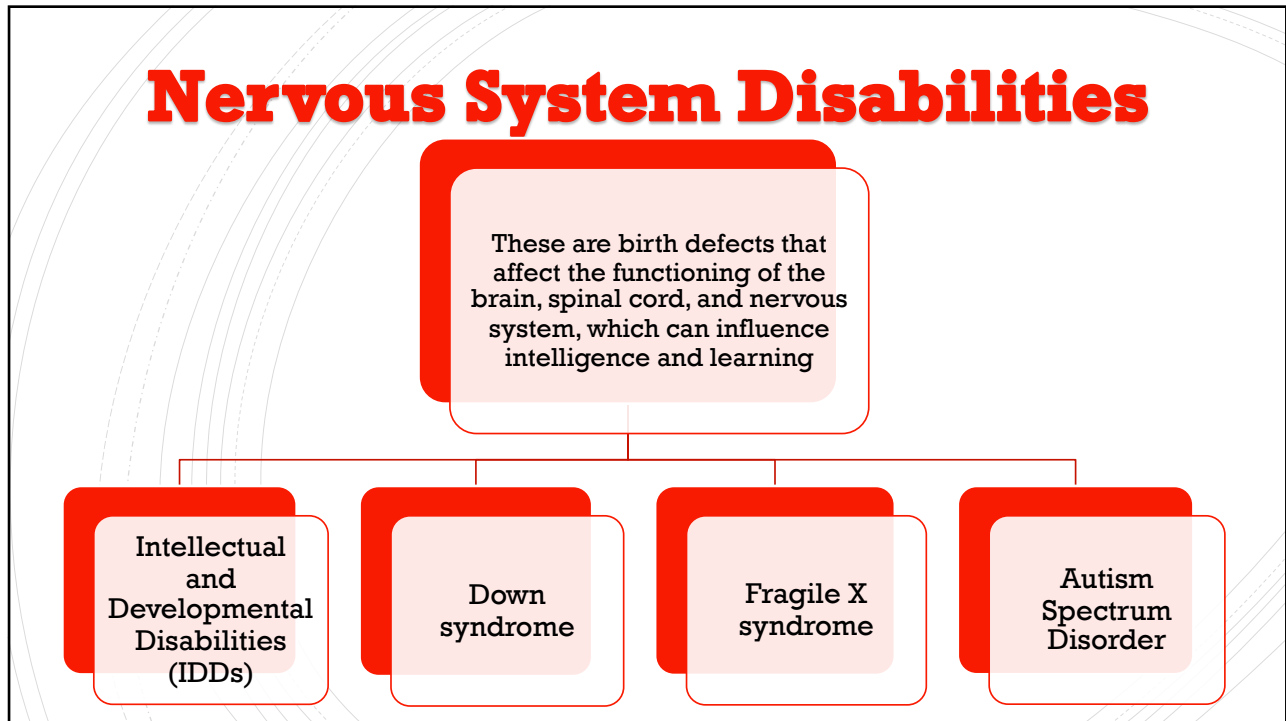 Nervous System Disabilities
These are birth defects that
affect the functioning of the
brain, spinal cord, and nervous
system, which can influence
intelligence and learning
Intellectual
and
Developmental
Disabilities
(IDDs)
Down
syndrome
Fragile X
syndrome
Autism
Spectrum
Disorder